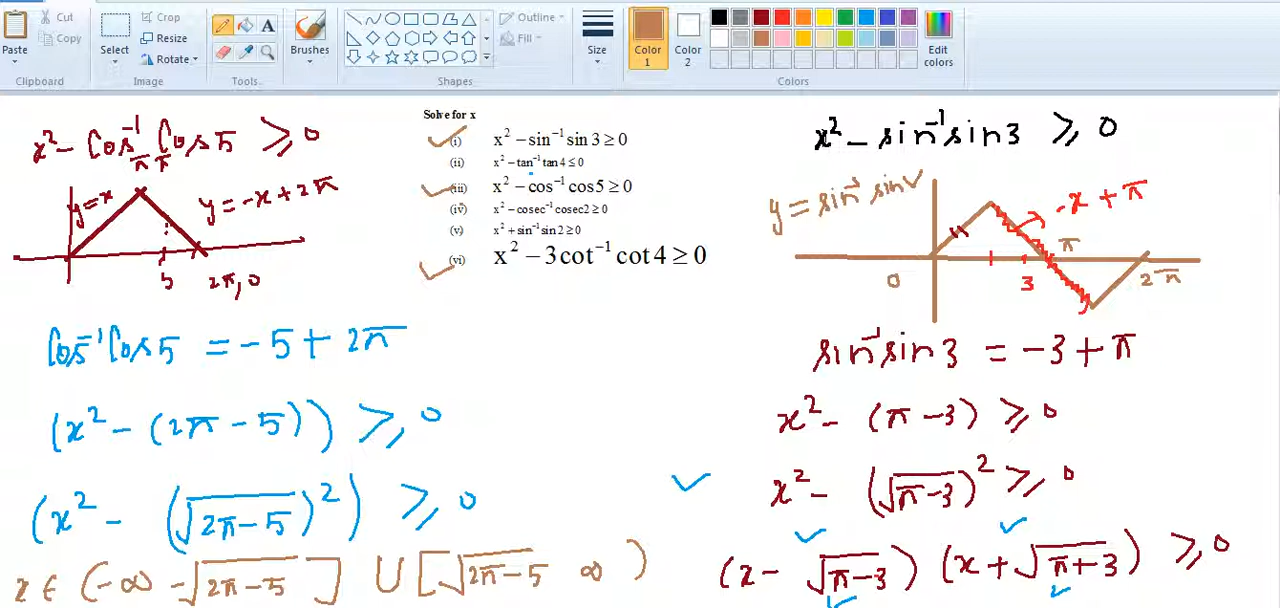 Cut
Copy
Paste
Clipboard
Crop
Resize
Rotate
Select
Image
A
Tools
Brushes
Outline
Fill
Shapes
Size
Color 1
Color 2
Edit colors
Colors
x² - Cos⁻¹ Cos 5 ≥ 0
π π
y = x
y = -x + 2π
5
2π, 0
Cos⁻¹ Cos 5 = -5 + 2π
(x² - (2π - 5)) ≥ 0
(x² - (√(2π - 5))²) ≥ 0
x ∈ (-∞ -√(2π - 5)] ∪ [√(2π - 5) ∞)
Solve for x
(i) x² - sin⁻¹ sin 3 ≥ 0
(ii) x² - tan⁻¹ tan 4 ≤ 0
(iii) x² - cos⁻¹ cos 5 ≥ 0
(iv) x² - cosec⁻¹ cosec 2 ≥ 0
(v) x² + sin⁻¹ sin 2 ≥ 0
(vi) x² - 3cot⁻¹ cot 4 ≥ 0
x² - sin⁻¹ sin 3 ≥ 0
y = sin⁻¹ sin
-x + π
0
3
π
2π
sin⁻¹ sin 3 = -3 + π
x² - (π - 3) ≥ 0
x² - (√(π - 3))² ≥ 0
(x - √(π - 3)) (x + √(π + 3)) ≥ 0